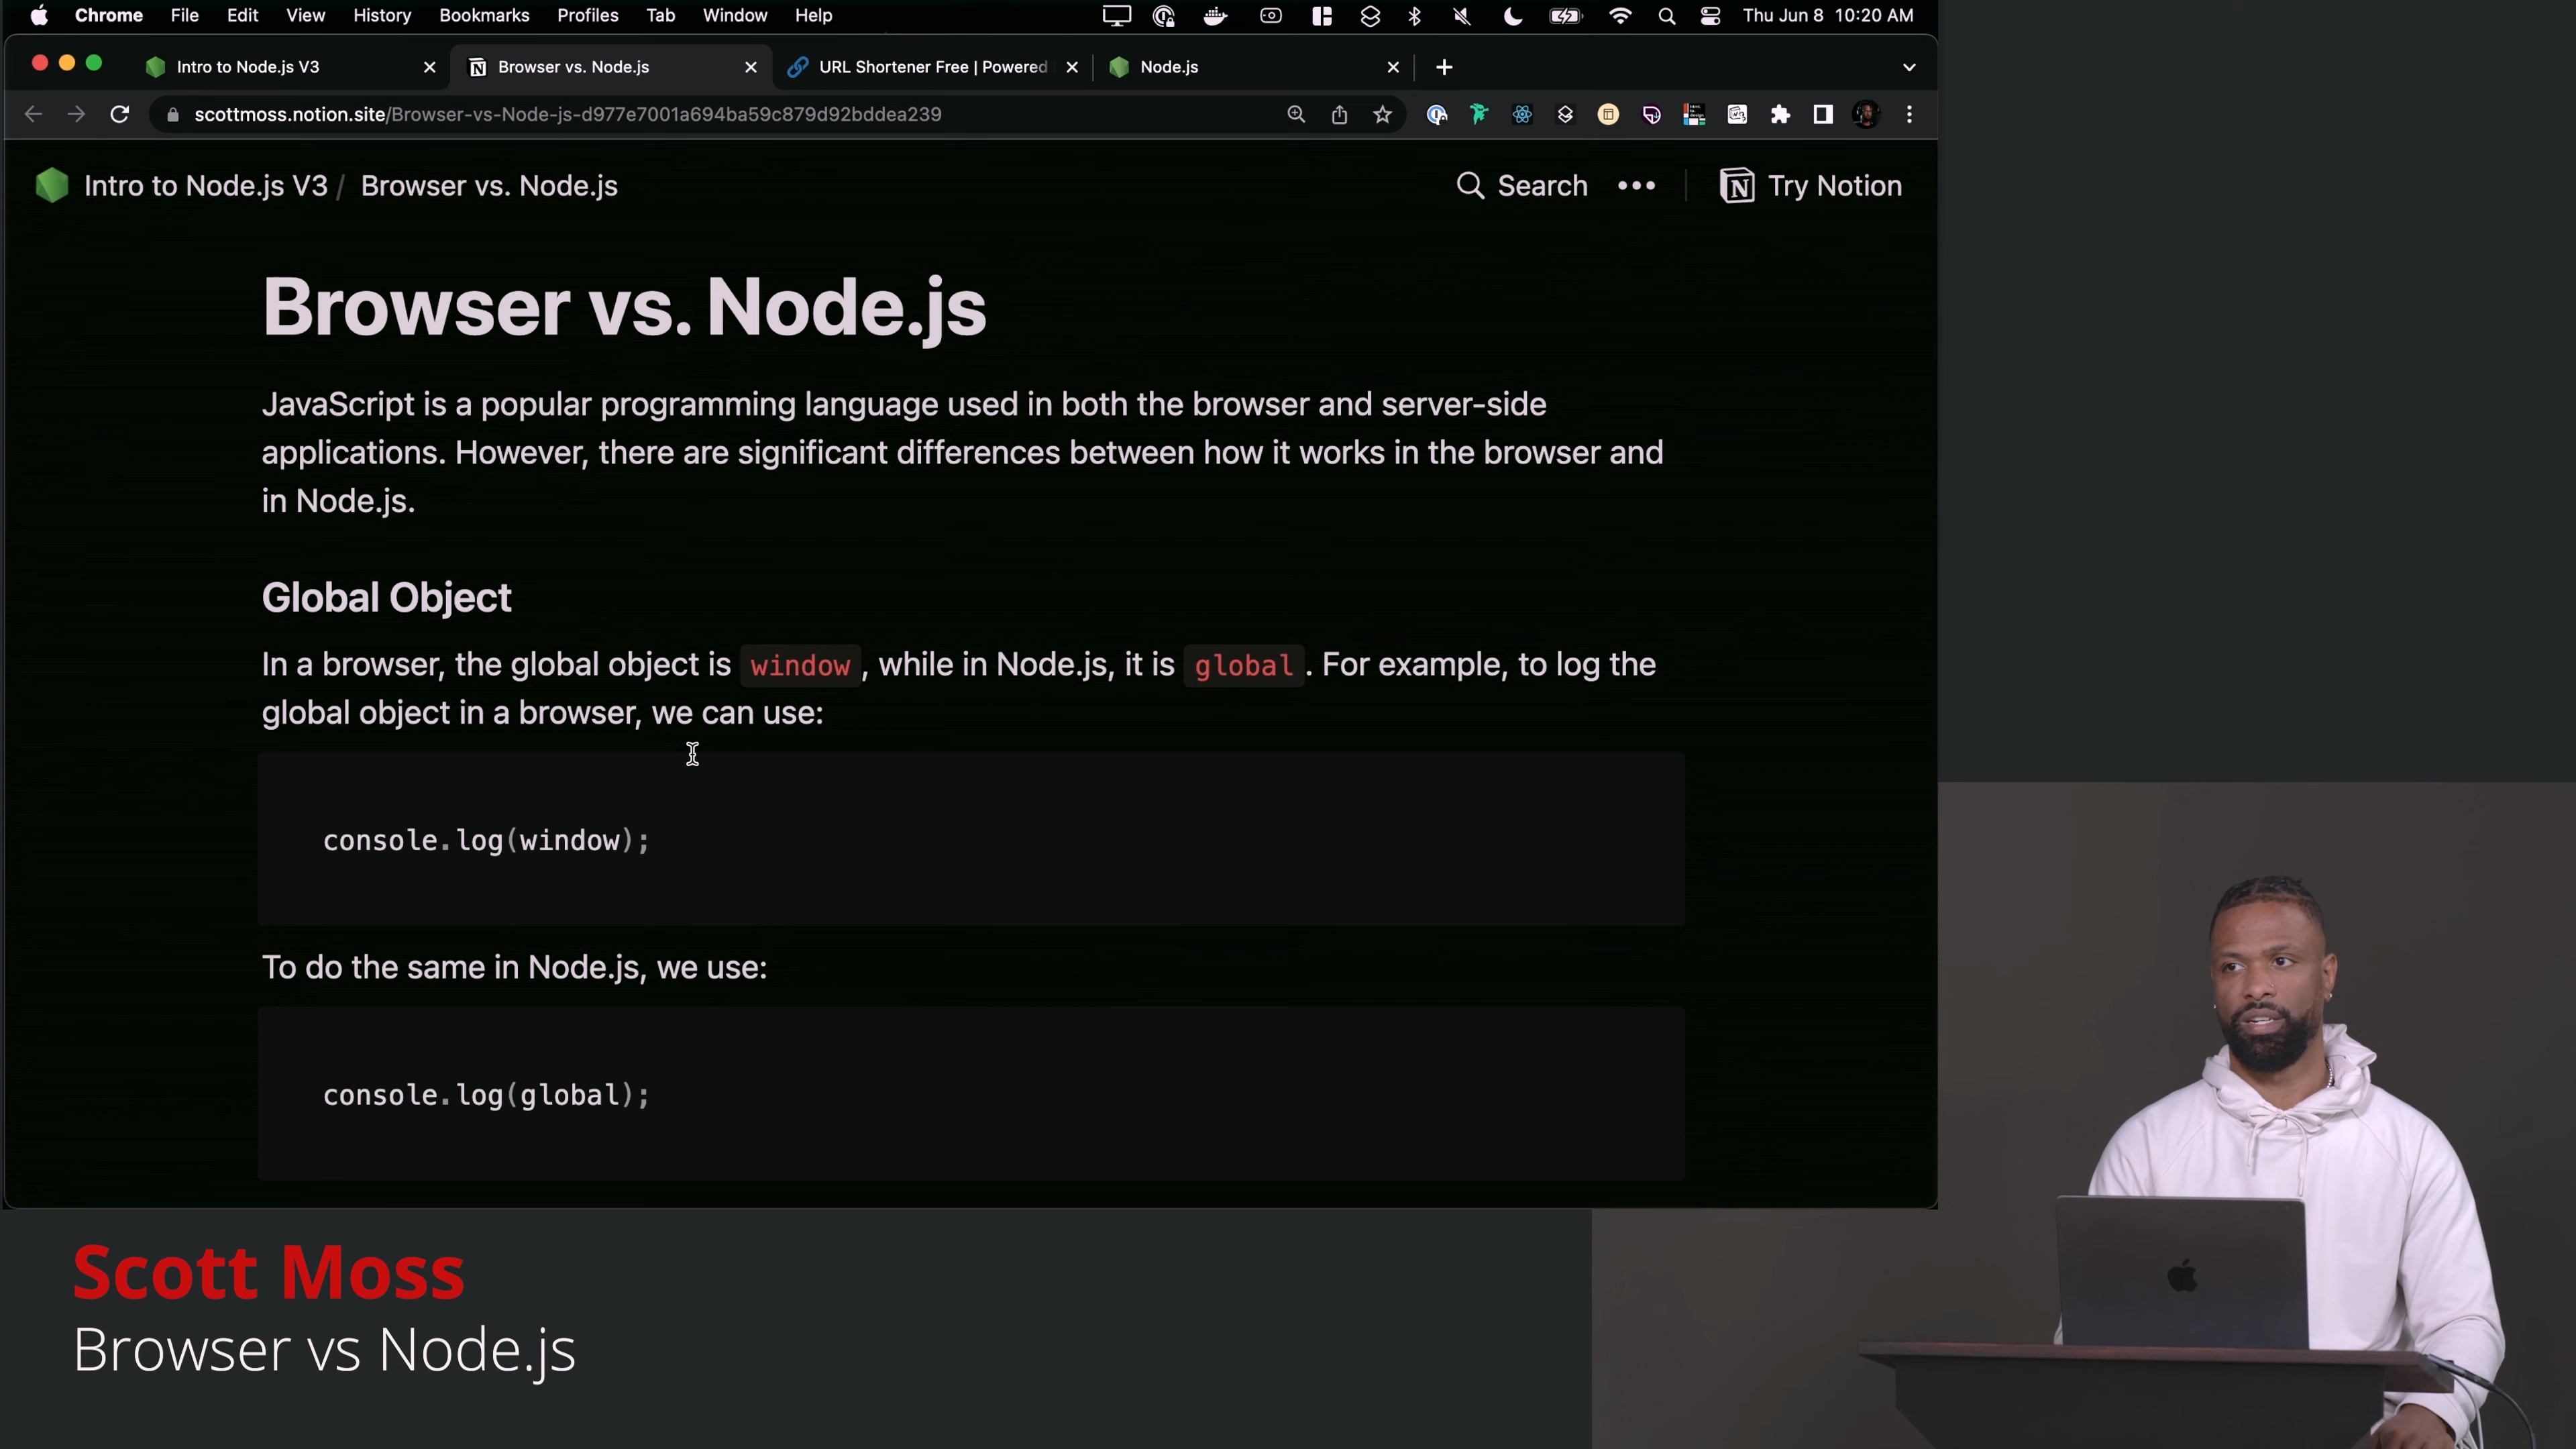 Chrome File Edit View History Bookmarks Profiles Tab Window Help Thu Jun 8 10:20 AM
Intro to Node.js V3 Browser vs. Node.js URL Shortener Free | Powered Node.js
scottmoss.notion.site/Browser-vs-Node-js-d977e7001a694ba59c879d92bddea239
Intro to Node.js V3 / Browser vs. Node.js Search Try Notion
Browser vs. Node.js
JavaScript is a popular programming language used in both the browser and server-side
applications. However, there are significant differences between how it works in the browser and
in Node.js.
Global Object
In a browser, the global object is window, while in Node.js, it is global. For example, to log the
global object in a browser, we can use:
console.log(window);
To do the same in Node.js, we use:
console.log(global);
Scott Moss
Browser vs Node.js